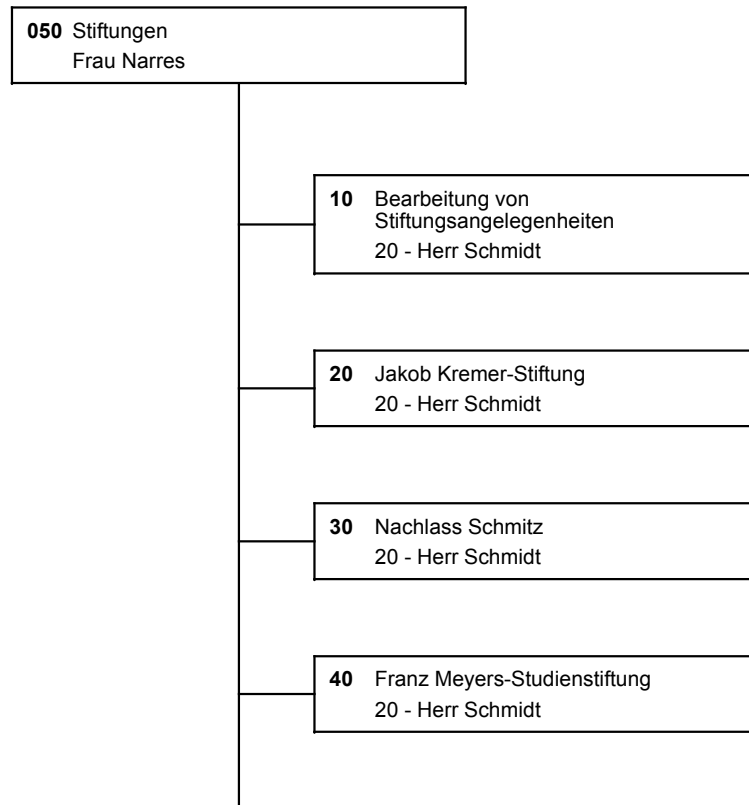 050 Stiftungen
Frau Narres
10 Bearbeitung von
Stiftungsangelegenheiten
20 - Herr Schmidt
20 Jakob Kremer-Stiftung
20 - Herr Schmidt
30 Nachlass Schmitz
20 - Herr Schmidt
40 Franz Meyers-Studienstiftung
20 - Herr Schmidt